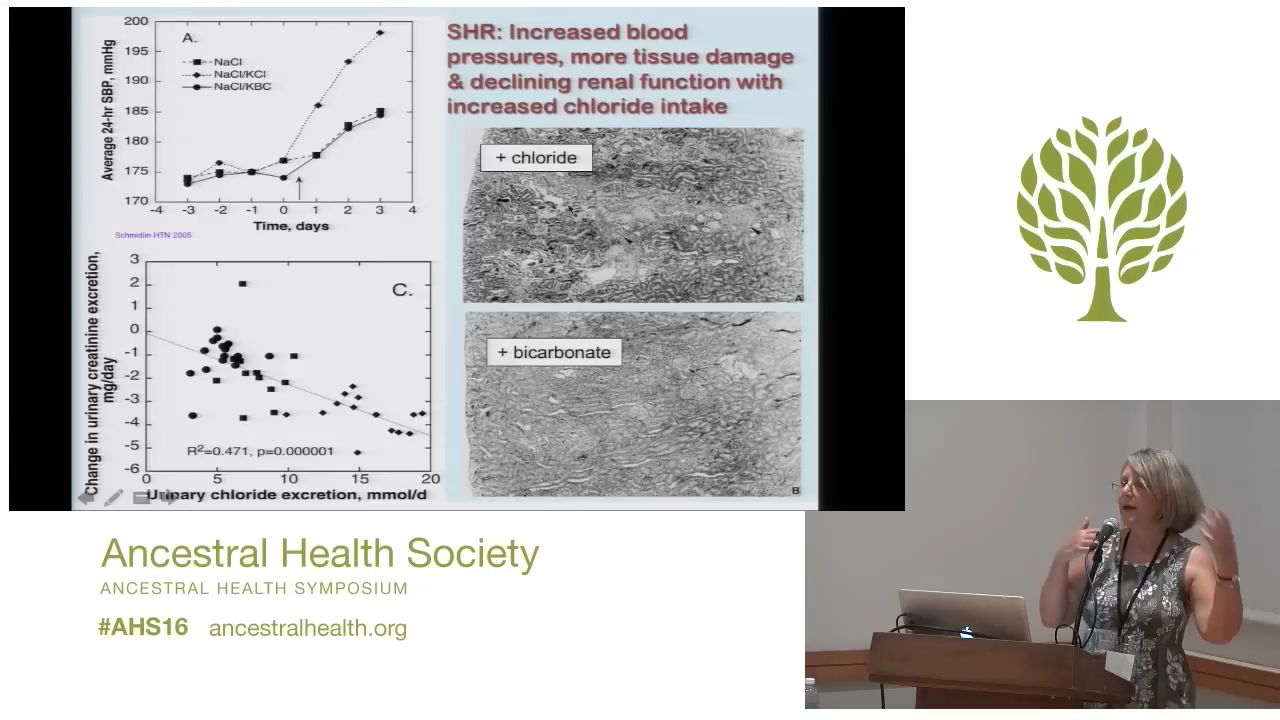 SHR: Increased blood
pressures, more tissue damage
& declining renal function with
increased chloride intake
Average 24-hr SBP, mmHg
200
195
190
185
180
175
170
A.
NaCl
NaCl/KCl
NaCl/KBC
-4 -3 -2 -1 0 1 2 3 4
Time, days
Schmidlin HTN 2005
Change in urinary creatinine excretion,
mg/day
3
2
1
0
-1
-2
-3
-4
-5
-6
C.
R²=0.471, p=0.000001
0 5 10 15 20
Urinary chloride excretion, mmol/d
+ chloride
A
+ bicarbonate
B
Ancestral Health Society
ANCESTRAL HEALTH SYMPOSIUM
#AHS16 ancestralhealth.org